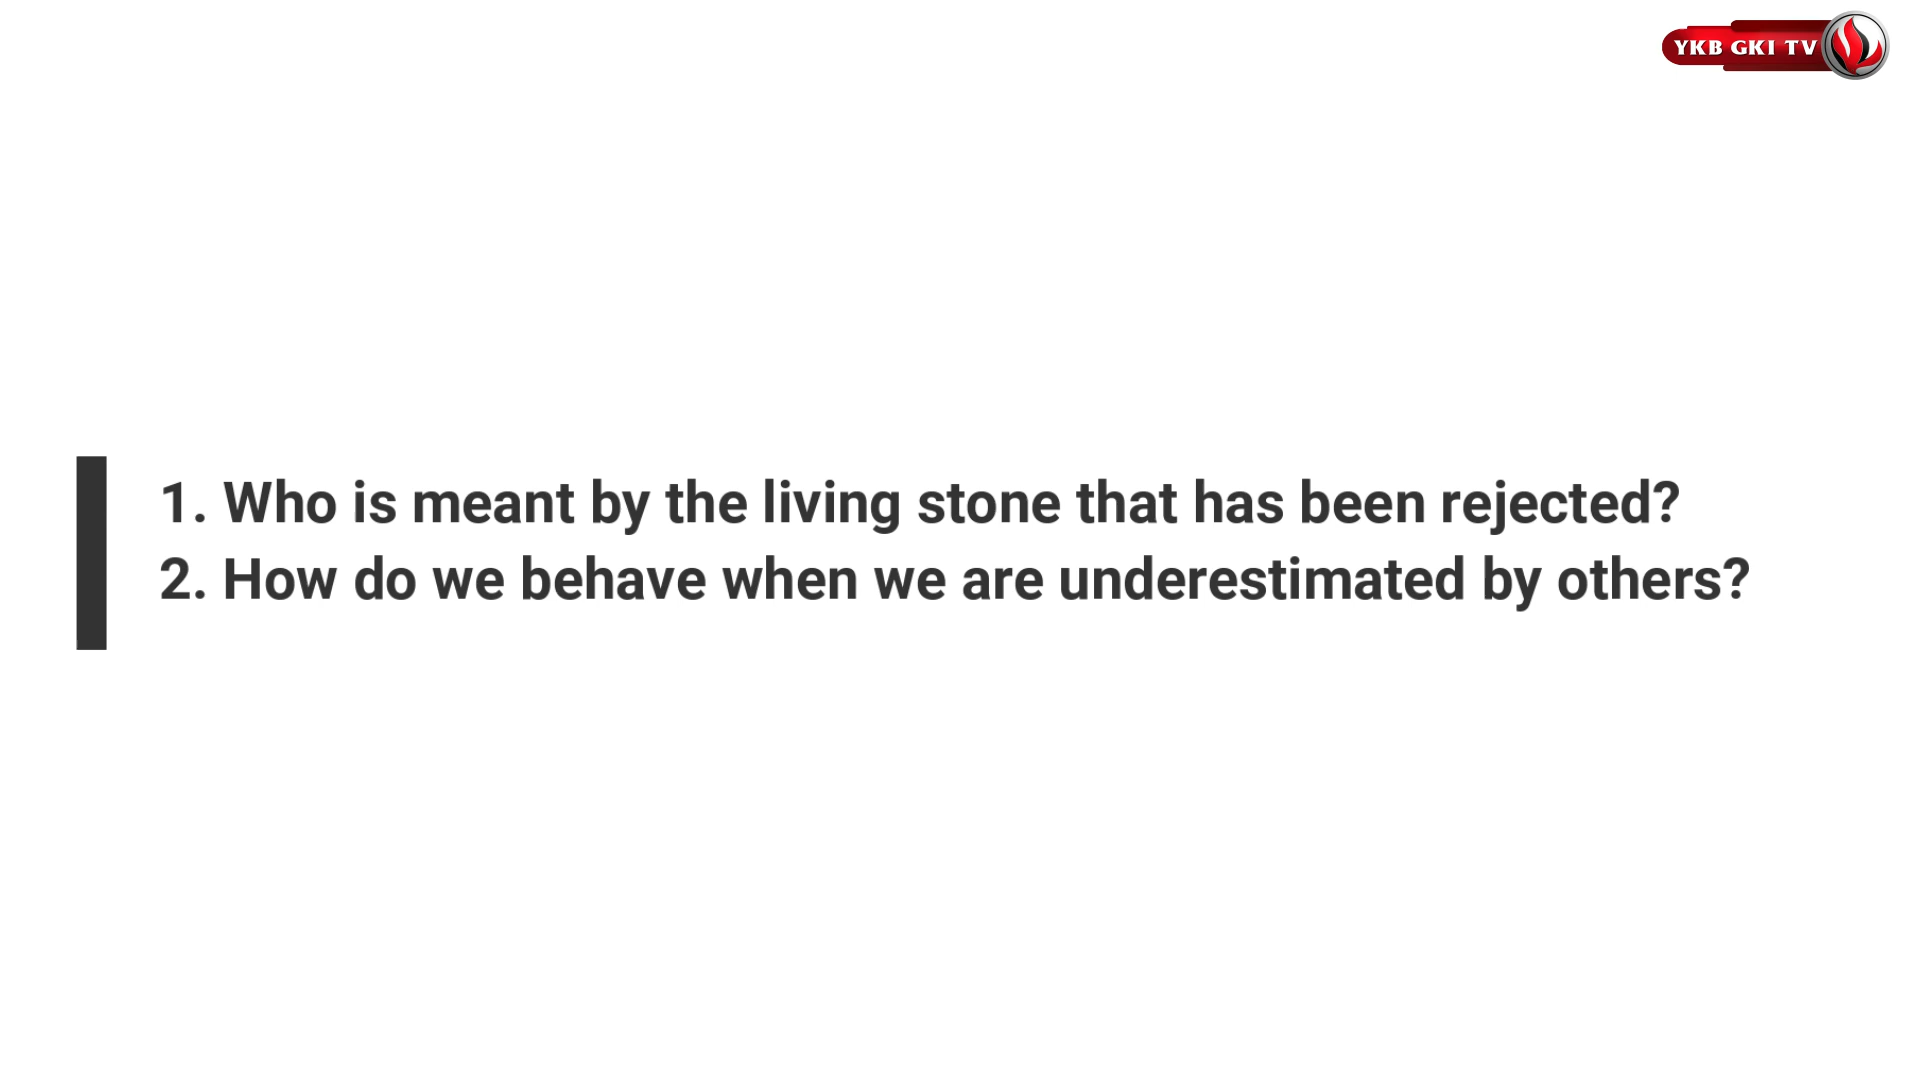 YKB GKI TV
1. Who is meant by the living stone that has been rejected?
2. How do we behave when we are underestimated by others?